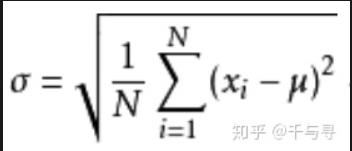 σ = √(1/N ∑_{i=1}^{N} (x_i − μ)²)
知乎 @千与寻